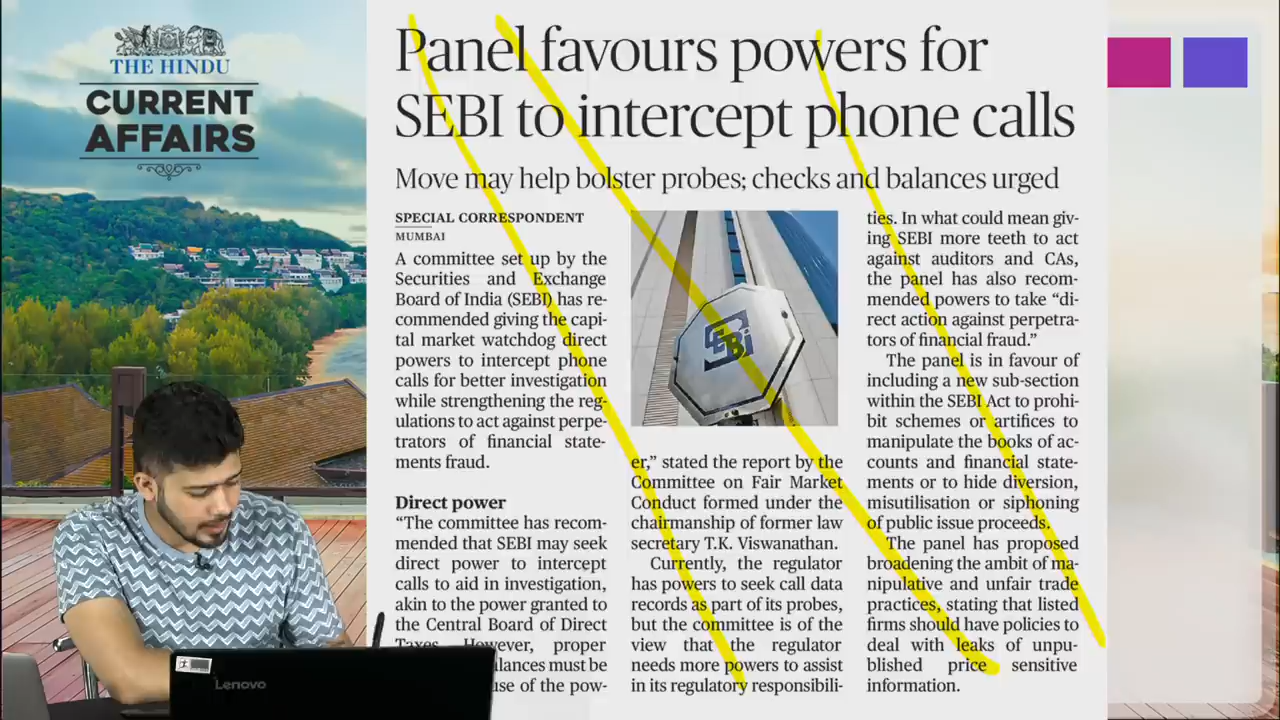 THE HINDU
CURRENT
AFFAIRS
Panel favours powers for
SEBI to intercept phone calls
Move may help bolster probes; checks and balances urged
SPECIAL CORRESPONDENT
MUMBAI
A committee set up by the
Securities and Exchange
Board of India (SEBI) has re-
commended giving the capi-
tal market watchdog direct
powers to intercept phone
calls for better investigation
while strengthening the reg-
ulations to act against perpe-
trators of financial state-
ments fraud.
Direct power
“The committee has recom-
mended that SEBI may seek
direct power to intercept
calls to aid in investigation,
akin to the power granted to
the Central Board of Direct
Taxes. However, proper
must be
use of the pow-
SEBI
er,” stated the report by the
Committee on Fair Market
Conduct formed under the
chairmanship of former law
secretary T.K. Viswanathan.
Currently, the regulator
has powers to seek call data
records as part of its probes,
but the committee is of the
view that the regulator
needs more powers to assist
in its regulatory responsibili-
ties. In what could mean giv-
ing SEBI more teeth to act
against auditors and CAs,
the panel has also recom-
mended powers to take “di-
rect action against perpetra-
tors of financial fraud.”
The panel is in favour of
including a new sub-section
within the SEBI Act to prohi-
bit schemes or artifices to
manipulate the books of ac-
counts and financial state-
ments or to hide diversion,
misutilisation or siphoning
of public issue proceeds.
The panel has proposed
broadening the ambit of ma-
nipulative and unfair trade
practices, stating that listed
firms should have policies to
deal with leaks of unpu-
blished price sensitive
information.
Lenovo